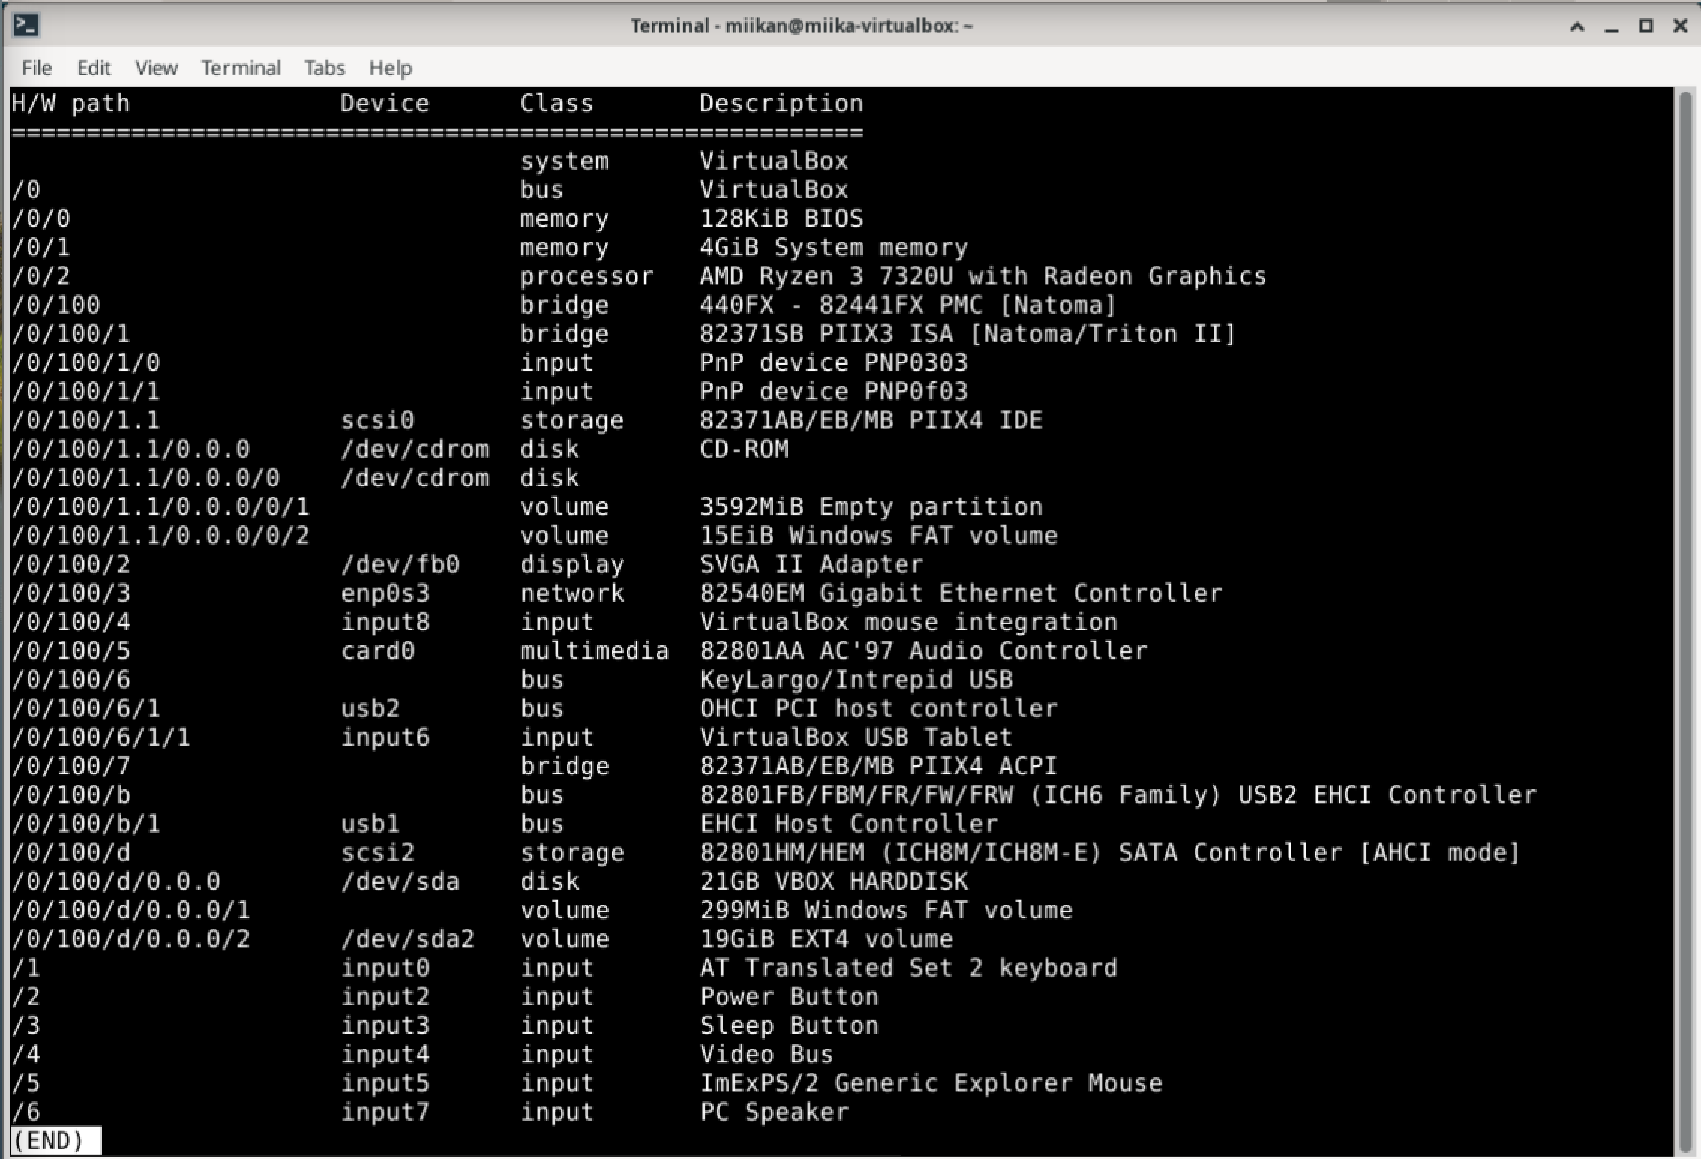 Terminal - miikan@miika-virtualbox: ~
File Edit View Terminal Tabs Help
H/W path Device Class Description
=========================================================
system VirtualBox
/0 bus VirtualBox
/0/0 memory 128KiB BIOS
/0/1 memory 4GiB System memory
/0/2 processor AMD Ryzen 3 7320U with Radeon Graphics
/0/100 bridge 440FX - 82441FX PMC [Natoma]
/0/100/1 bridge 82371SB PIIX3 ISA [Natoma/Triton II]
/0/100/1/0 input PnP device PNP0303
/0/100/1/1 input PnP device PNP0f03
/0/100/1.1 scsi0 storage 82371AB/EB/MB PIIX4 IDE
/0/100/1.1/0.0.0 /dev/cdrom disk CD-ROM
/0/100/1.1/0.0.0/0 /dev/cdrom disk
/0/100/1.1/0.0.0/0/1 volume 3592MiB Empty partition
/0/100/1.1/0.0.0/0/2 volume 15EiB Windows FAT volume
/0/100/2 /dev/fb0 display SVGA II Adapter
/0/100/3 enp0s3 network 82540EM Gigabit Ethernet Controller
/0/100/4 input8 input VirtualBox mouse integration
/0/100/5 card0 multimedia 82801AA AC'97 Audio Controller
/0/100/6 bus KeyLargo/Intrepid USB
/0/100/6/1 usb2 bus OHCI PCI host controller
/0/100/6/1/1 input6 input VirtualBox USB Tablet
/0/100/7 bridge 82371AB/EB/MB PIIX4 ACPI
/0/100/b bus 82801FB/FBM/FR/FW/FRW (ICH6 Family) USB2 EHCI Controller
/0/100/b/1 usb1 bus EHCI Host Controller
/0/100/d scsi2 storage 82801HM/HEM (ICH8M/ICH8M-E) SATA Controller [AHCI mode]
/0/100/d/0.0.0 /dev/sda disk 21GB VBOX HARDDISK
/0/100/d/0.0.0/1 volume 299MiB Windows FAT volume
/0/100/d/0.0.0/2 /dev/sda2 volume 19GiB EXT4 volume
/1 input0 input AT Translated Set 2 keyboard
/2 input2 input Power Button
/3 input3 input Sleep Button
/4 input4 input Video Bus
/5 input5 input ImExPS/2 Generic Explorer Mouse
/6 input7 input PC Speaker
(END)